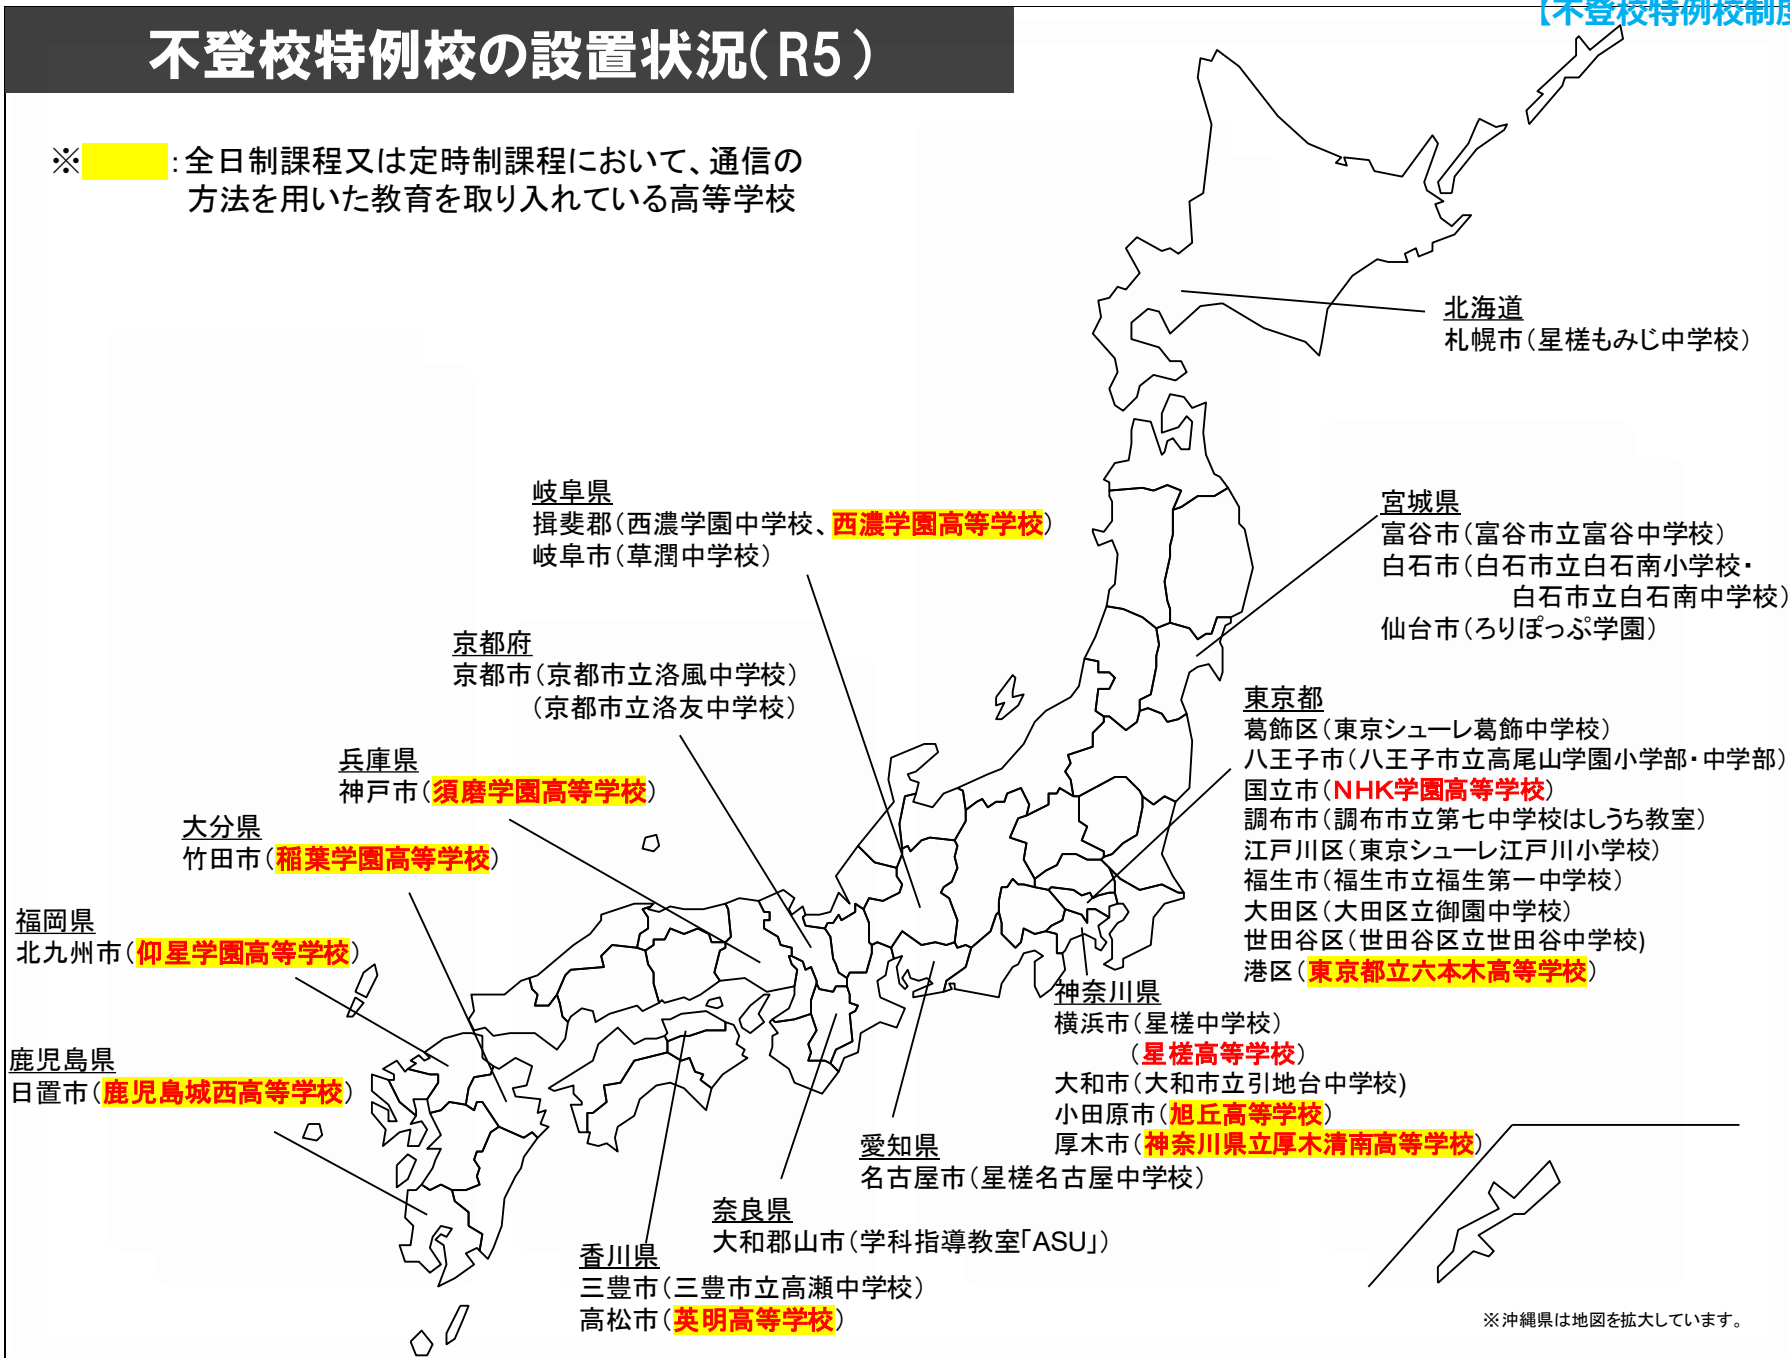 【不登校特例校制度
不登校特例校の設置状況(R5)
※　　：全日制課程又は定時制課程において、通信の
方法を用いた教育を取り入れている高等学校
北海道
札幌市(星槎もみじ中学校)
宮城県
富谷市(富谷市立富谷中学校)
白石市(白石市立白石南小学校・
白石市立白石南中学校)
仙台市(ろりぽっぷ学園)
岐阜県
揖斐郡(西濃学園中学校、西濃学園高等学校)
岐阜市(草潤中学校)
京都府
京都市(京都市立洛風中学校)
(京都市立洛友中学校)
東京都
葛飾区(東京シューレ葛飾中学校)
八王子市(八王子市立高尾山学園小学部・中学部)
国立市(NHK学園高等学校)
調布市(調布市立第七中学校はしうち教室)
江戸川区(東京シューレ江戸川小学校)
福生市(福生市立福生第一中学校)
大田区(大田区立御園中学校)
世田谷区(世田谷区立世田谷中学校)
港区(東京都立六本木高等学校)
兵庫県
神戸市(須磨学園高等学校)
大分県
竹田市(稲葉学園高等学校)
福岡県
北九州市(仰星学園高等学校)
鹿児島県
日置市(鹿児島城西高等学校)
神奈川県
横浜市(星槎中学校)
(星槎高等学校)
大和市(大和市立引地台中学校)
小田原市(旭丘高等学校)
厚木市(神奈川県立厚木清南高等学校)
愛知県
名古屋市(星槎名古屋中学校)
奈良県
大和郡山市(学科指導教室「ASU」)
香川県
三豊市(三豊市立高瀬中学校)
高松市(英明高等学校)
※沖縄県は地図を拡大しています。